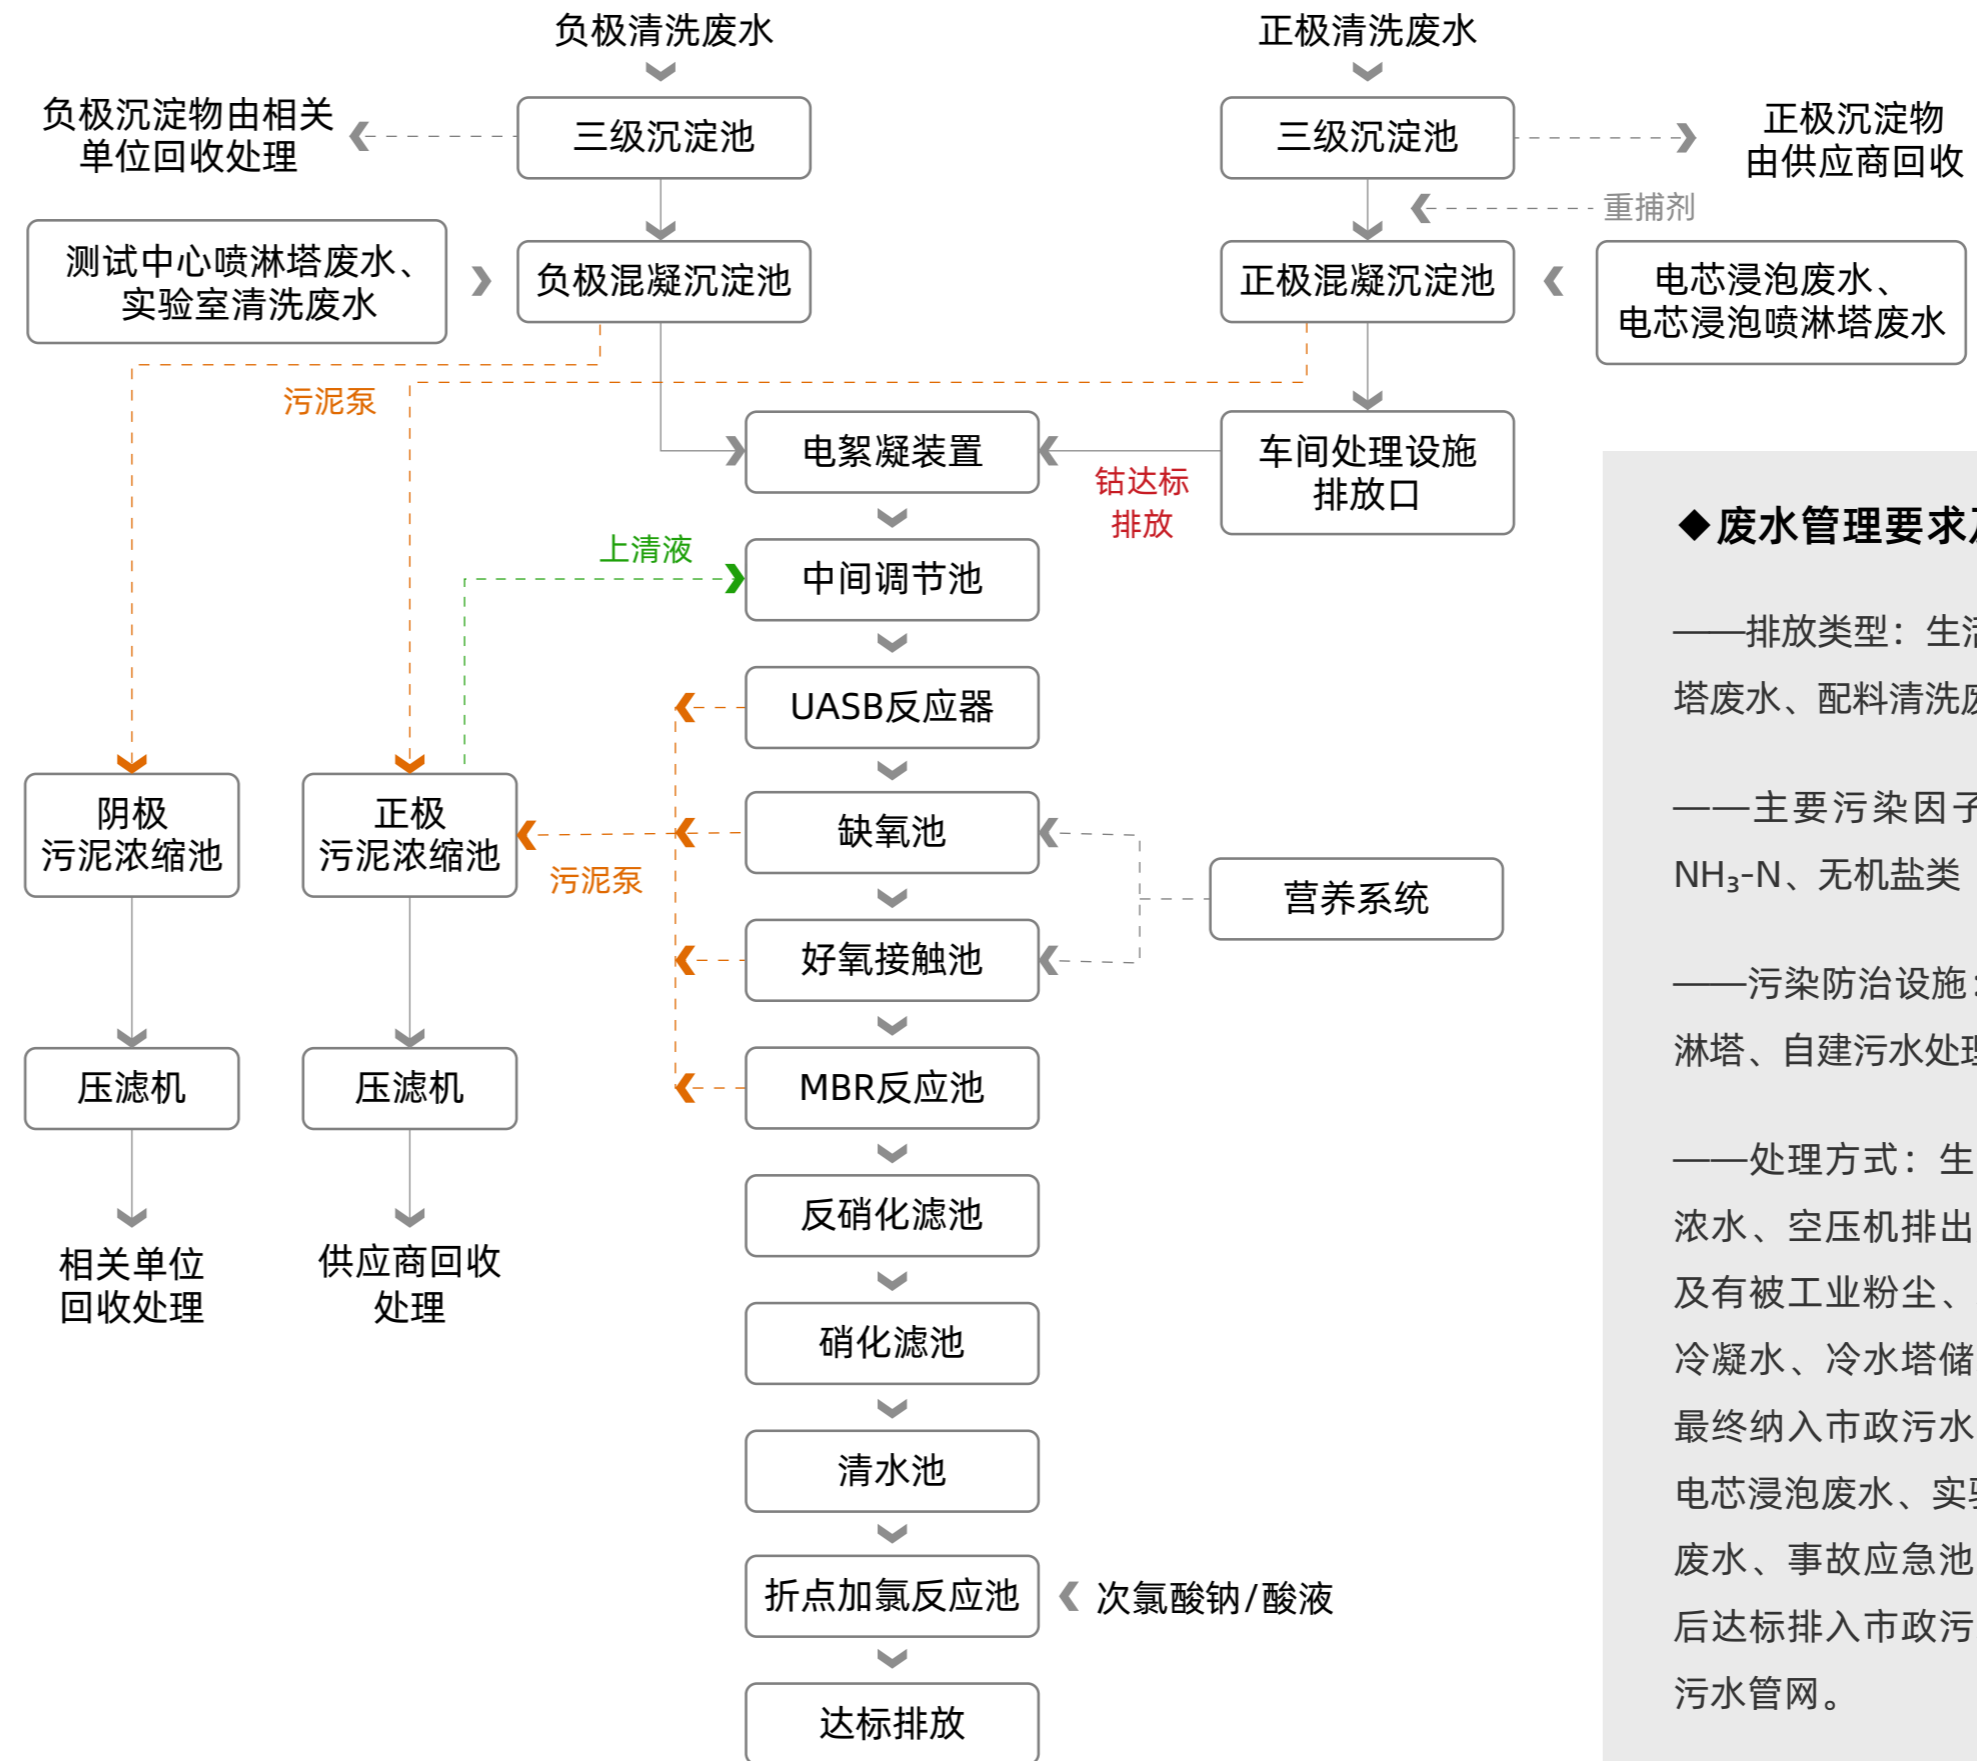 负极清洗废水
正极清洗废水
负极沉淀物由相关
单位回收处理
三级沉淀池
三级沉淀池
正极沉淀物
由供应商回收
重捕剂
测试中心喷淋塔废水、
实验室清洗废水
负极混凝沉淀池
正极混凝沉淀池
电芯浸泡废水、
电芯浸泡喷淋塔废水
污泥泵
电絮凝装置
钴达标
排放
车间处理设施
排放口
上清液
中间调节池
UASB反应器
阴极
污泥浓缩池
正极
污泥浓缩池
污泥泵
缺氧池
营养系统
好氧接触池
压滤机
压滤机
MBR反应池
相关单位
回收处理
供应商回收
处理
反硝化滤池
硝化滤池
清水池
折点加氯反应池
次氯酸钠/酸液
达标排放
◆废水管理要求
——排放类型：生
塔废水、配料清洗
——主要污染因子
NH₃-N、无机盐类
——污染防治设施：
淋塔、自建污水处理
——处理方式：生
浓水、空压机排出
及有被工业粉尘、
冷凝水、冷水塔储
最终纳入市政污水
电芯浸泡废水、实
废水、事故应急池
后达标排入市政污
污水管网。